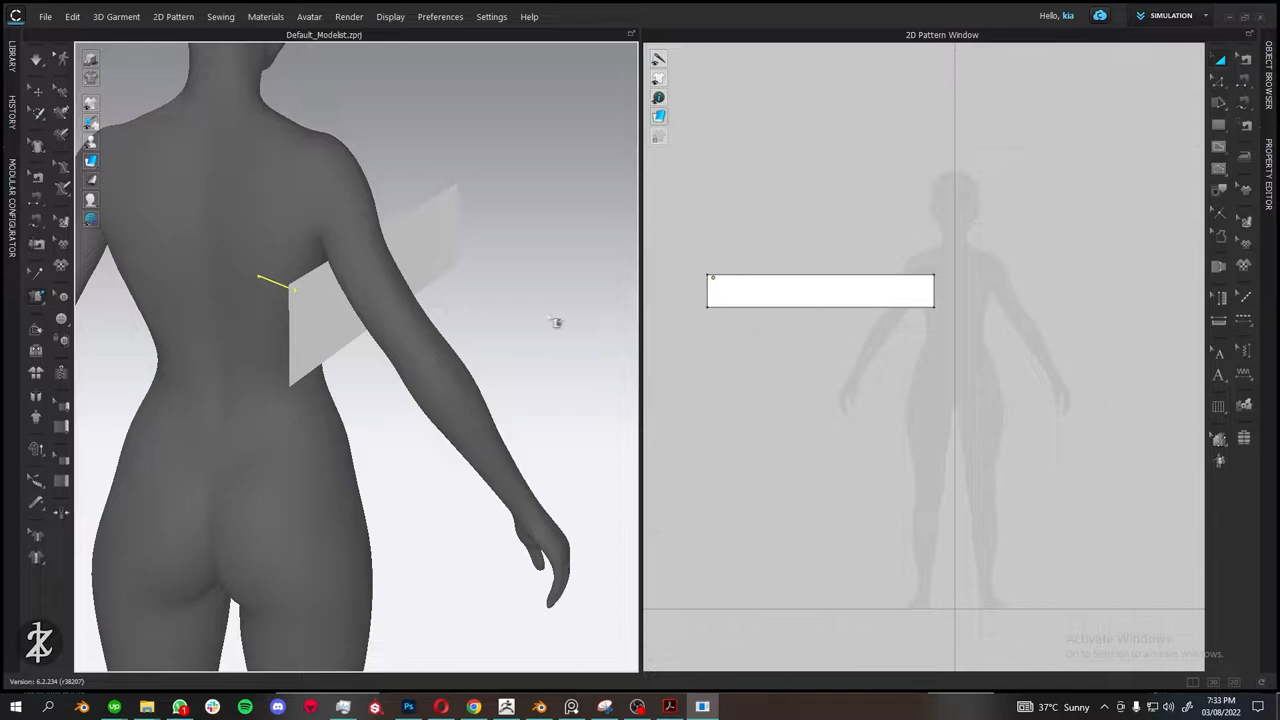 File Edit 3D Garment 2D Pattern Sewing Materials Avatar Render Display Preferences Settings Help
Hello, kia
SIMULATION
Default_Modelist.zprj
2D Pattern Window
LIBRARY
HISTORY
MODULAR CONFIGURATOR
OBJECT BROWSER
PROPERTY EDITOR
Activate Windows
Go to Settings to activate Windows.
Version: 6.2.234 (r38207)
37°C Sunny
7:33 PM
03/08/2022